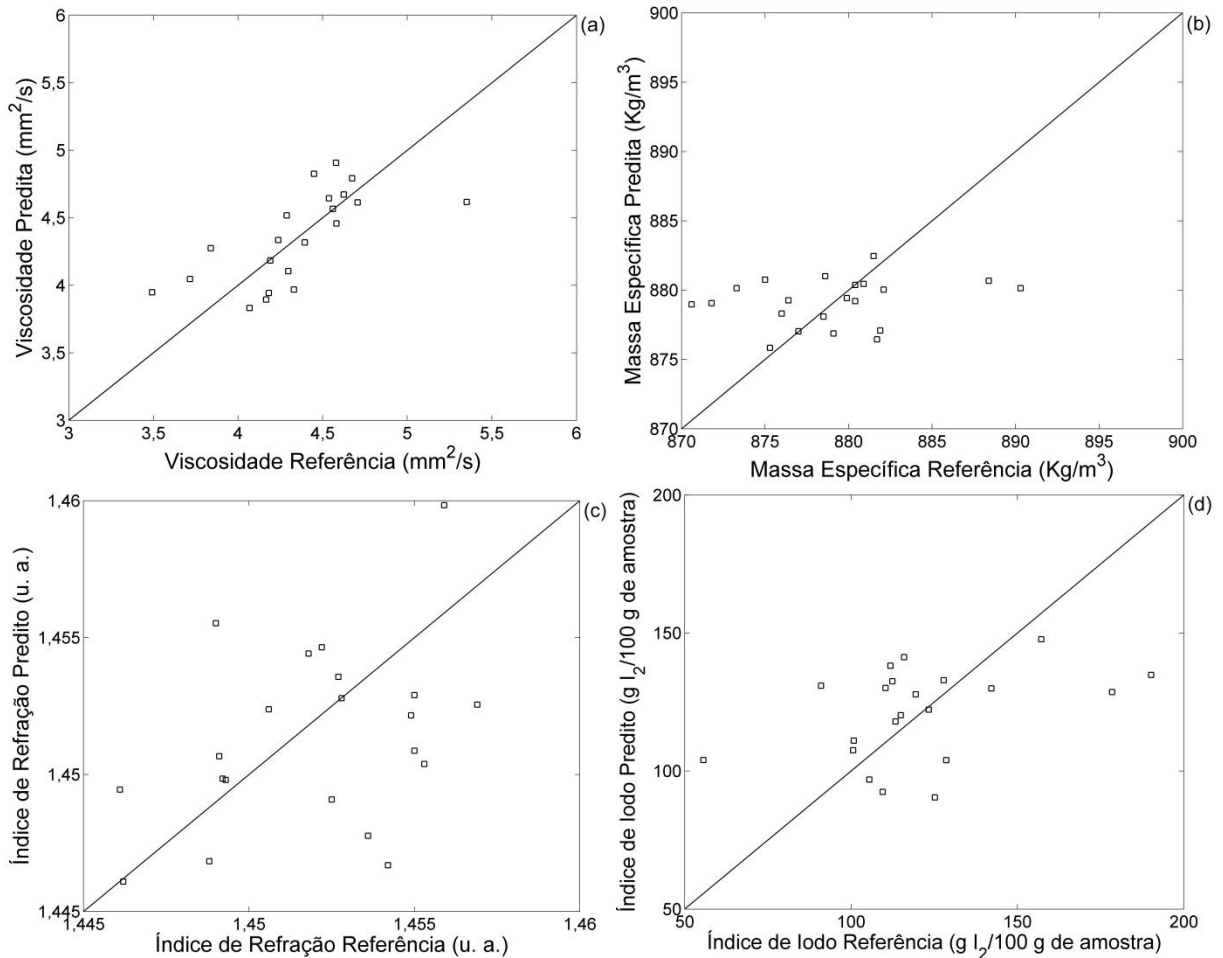 (a)
Viscosidade Predita (mm²/s)
6
5,5
5
4,5
4
3,5
3
3 3,5 4 4,5 5 5,5 6
Viscosidade Referência (mm²/s)
(b)
Massa Específica Predita (Kg/m³)
900
895
890
885
880
875
870
870 875 880 885 890 895 900
Massa Específica Referência (Kg/m³)
(c)
Índice de Refração Predito (u. a.)
1,46
1,455
1,45
1,445
1,445 1,45 1,455 1,46
Índice de Refração Referência (u. a.)
(d)
Índice de Iodo Predito (g I₂/100 g de amostra)
200
150
100
50
50 100 150 200
Índice de Iodo Referência (g I₂/100 g de amostra)